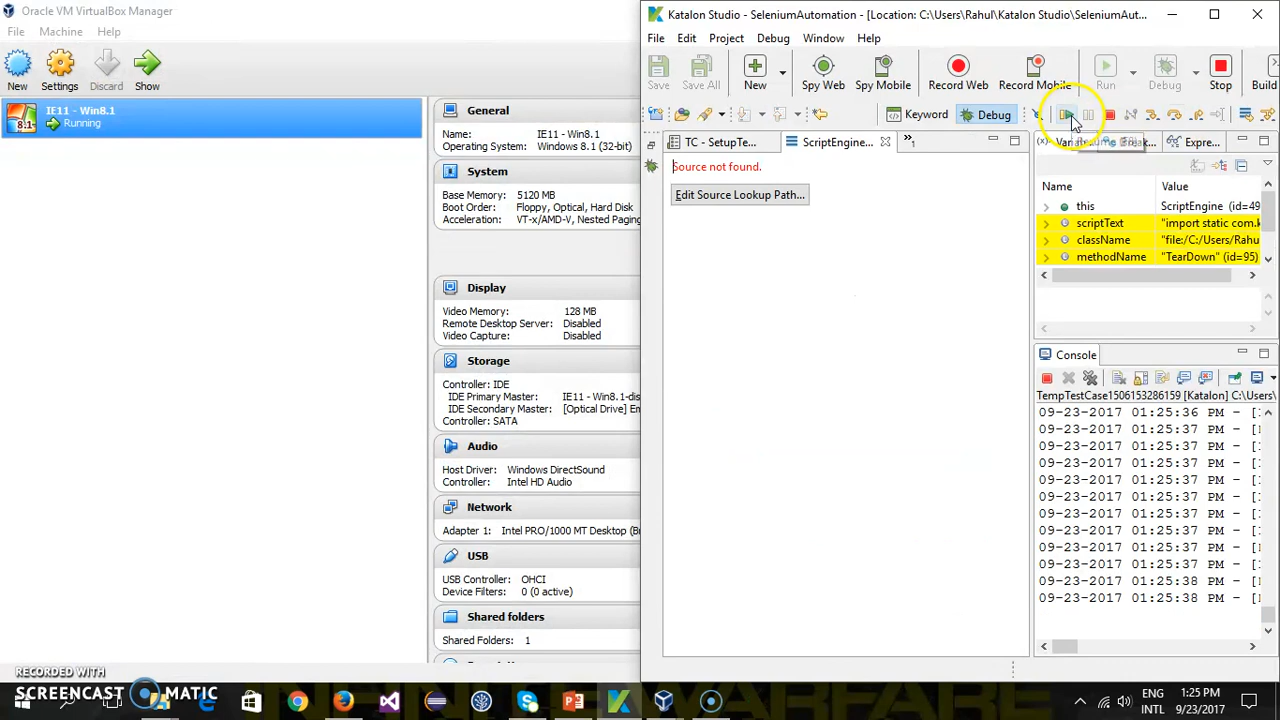 Oracle VM VirtualBox Manager
File Machine Help
New Settings Discard Show
IE11 - Win8.1
Running
General
Name: IE11 - Win8.1
Operating System: Windows 8.1 (32-bit)
System
Base Memory: 5120 MB
Boot Order: Floppy, Optical, Hard Disk
Acceleration: VT-x/AMD-V, Nested Paging
Display
Video Memory: 128 MB
Remote Desktop Server: Disabled
Video Capture: Disabled
Storage
Controller: IDE
IDE Primary Master: IE11 - Win8.1-dis
IDE Secondary Master: [Optical Drive] Em
Controller: SATA
Audio
Host Driver: Windows DirectSound
Controller: Intel HD Audio
Network
Adapter 1: Intel PRO/1000 MT Desktop (Br
USB
USB Controller: OHCI
Device Filters: 0 (0 active)
Shared folders
Shared Folders: 1
Katalon Studio - SeleniumAutomation - [Location: C:\Users\Rahul\Katalon Studio\SeleniumAut...
File Edit Project Debug Window Help
Save Save All New Spy Web Spy Mobile Record Web Record Mobile Run Debug Stop Build
Keyword Debug
TC - SetupTe... ScriptEngine... »1
Source not found.
Edit Source Lookup Path...
(x)= Expre...
Name Value
this ScriptEngine (id=49
scriptText "import static com.k
className "file:/C:/Users/Rahu
methodName "TearDown" (id=95)
Console
TempTestCase1506153286159 [Katalon] C:\Users\
09-23-2017 01:25:36 PM - [
09-23-2017 01:25:37 PM - [
09-23-2017 01:25:37 PM - [
09-23-2017 01:25:37 PM - [
09-23-2017 01:25:37 PM - [
09-23-2017 01:25:37 PM - [
09-23-2017 01:25:37 PM - [
09-23-2017 01:25:37 PM - [
09-23-2017 01:25:37 PM - [
09-23-2017 01:25:37 PM - [
09-23-2017 01:25:38 PM - [
09-23-2017 01:25:38 PM - [
RECORDED WITH
SCREENCAST MATIC
ENG 1:25 PM
INTL 9/23/2017